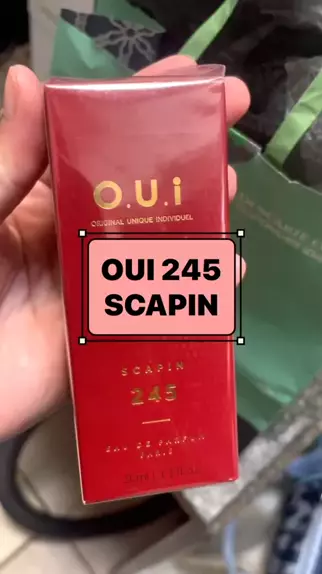 O.U.i
ORIGINAL UNIQUE INDIVIDUEL
OUI 245
SCAPIN
SCAPIN
245
EAU DE PARFUM
PARIS